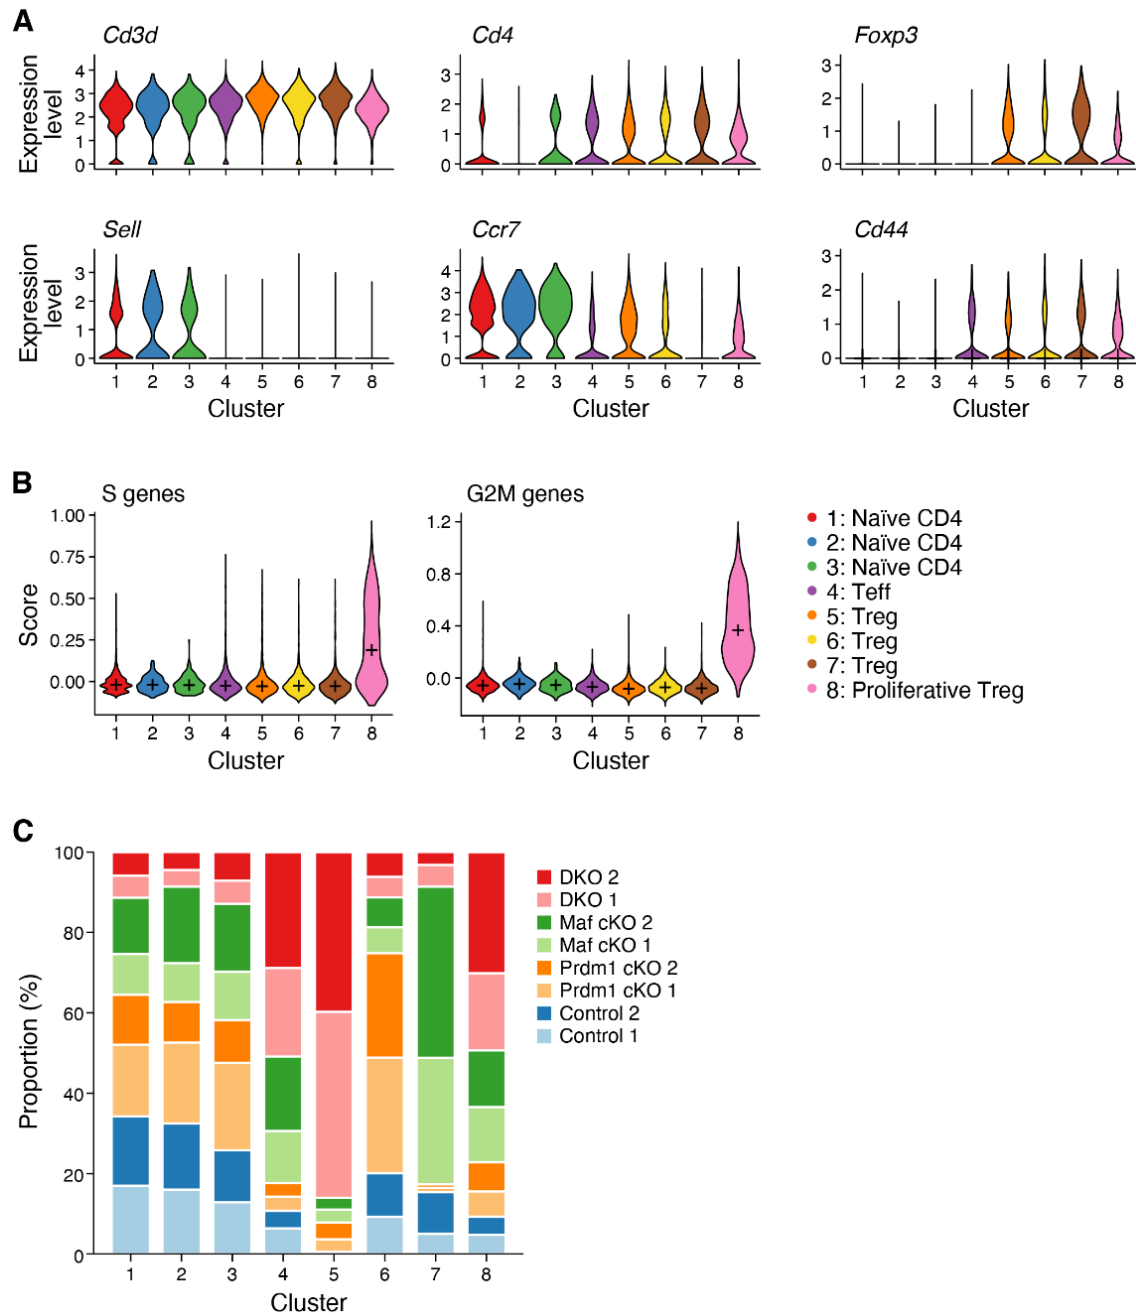 A
Cd3d
Cd4
Foxp3
Expression level
4
3
2
1
0
3
2
1
0
3
2
1
0
Sell
Ccr7
Cd44
Expression level
3
2
1
0
4
3
2
1
0
2
1
0
1 2 3 4 5 6 7 8
1 2 3 4 5 6 7 8
1 2 3 4 5 6 7 8
Cluster
Cluster
Cluster
B
S genes
G2M genes
Score
1.00
0.75
0.50
0.25
0.00
1.2
0.8
0.4
0.0
1 2 3 4 5 6 7 8
1 2 3 4 5 6 7 8
Cluster
Cluster
1: Naïve CD4
2: Naïve CD4
3: Naïve CD4
4: Teff
5: Treg
6: Treg
7: Treg
8: Proliferative Treg
C
Proportion (%)
100
80
60
40
20
0
1 2 3 4 5 6 7 8
Cluster
DKO 2
DKO 1
Maf cKO 2
Maf cKO 1
Prdm1 cKO 2
Prdm1 cKO 1
Control 2
Control 1